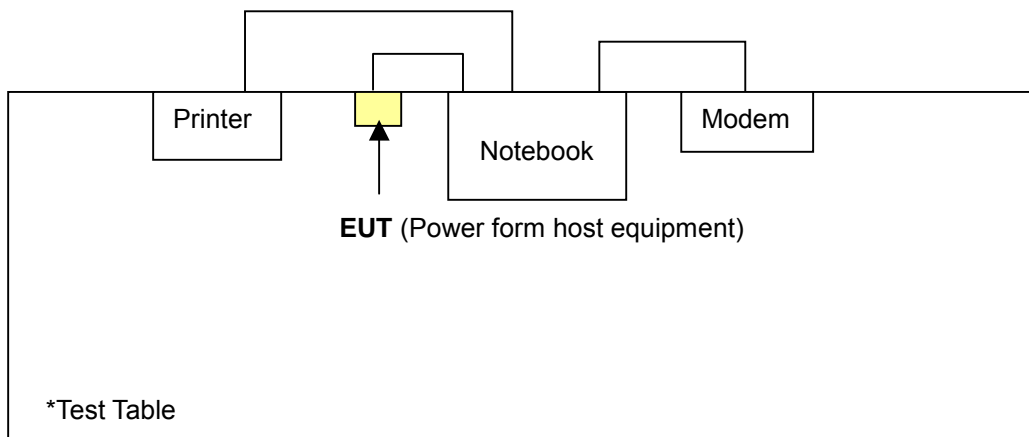 Printer
Modem
Notebook
EUT (Power form host equipment)
*Test Table